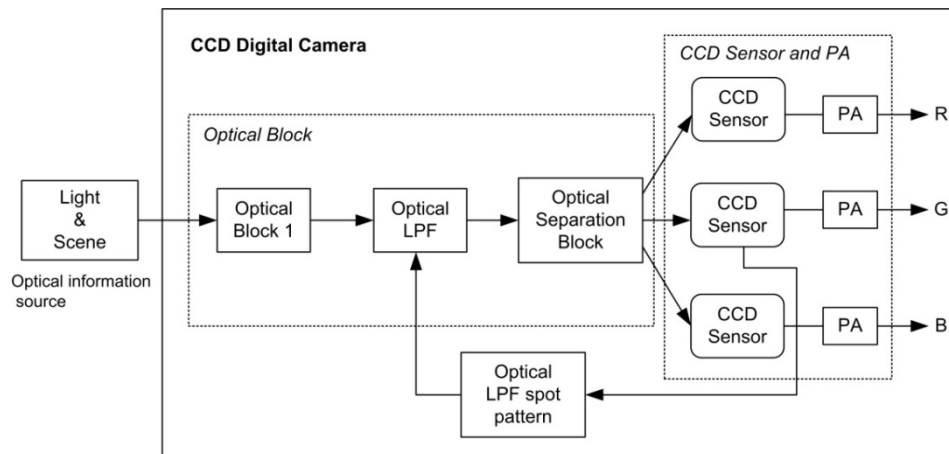 CCD Digital Camera
CCD Sensor and PA
CCD
Sensor
PA
R
Optical Block
Light
&
Scene
Optical
Block 1
Optical
LPF
Optical
Separation
Block
CCD
Sensor
PA
G
Optical information
source
CCD
Sensor
PA
B
Optical
LPF spot
pattern